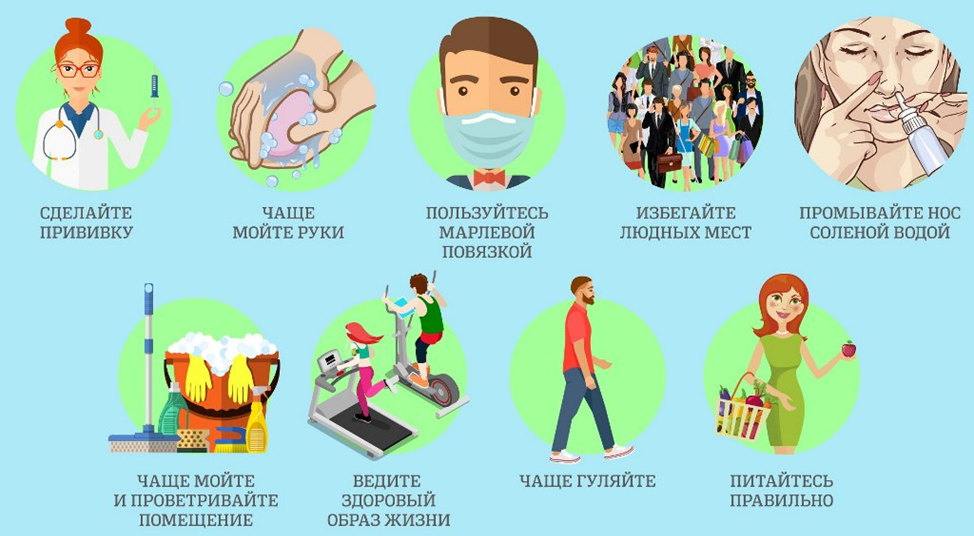 СДЕЛАЙТЕ
ПРИВИВКУ
ЧАЩЕ
МОЙТЕ РУКИ
ПОЛЬЗУЙТЕСЬ
МАРЛЕВОЙ
ПОВЯЗКОЙ
ИЗБЕГАЙТЕ
ЛЮДНЫХ МЕСТ
ПРОМЫВАЙТЕ НОС
СОЛЕНОЙ ВОДОЙ
ЧАЩЕ МОЙТЕ
И ПРОВЕТРИВАЙТЕ
ПОМЕЩЕНИЕ
ВЕДИТЕ
ЗДОРОВЫЙ
ОБРАЗ ЖИЗНИ
ЧАЩЕ ГУЛЯЙТЕ
ПИТАЙТЕСЬ
ПРАВИЛЬНО